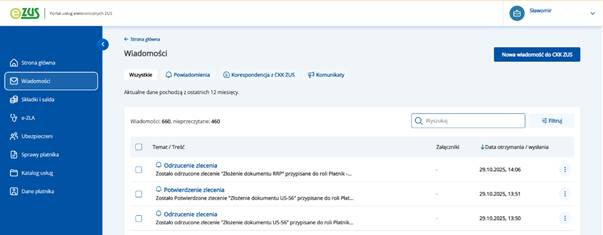 eZUS
Portal usług elektronicznych ZUS
Sławomir
Strona główna
Wiadomości
Składki i salda
e-ZLA
Ubezpieczeni
Sprawy płatnika
Katalog usług
Dane płatnika
Strona główna
Wiadomości
Nowa wiadomość do CKK ZUS
Wszystkie
Powiadomienia
Korespondencja z CKK ZUS
Komunikaty
Aktualne dane pochodzą z ostatnich 12 miesięcy.
Wiadomości: 660, nieprzeczytane: 460
Wyszukaj
Filtruj
Temat / Treść
Załączniki
Data otrzymania / wysłania
Odrzucenie zlecenia
Zostało odrzucone zlecenie "Złożenie dokumentu RRP" przypisane do roli Płatnik -...
-
29.10.2025, 14:06
Potwierdzenie zlecenia
Zostało Potwierdzone zlecenie "Złożenie dokumentu US-56" przypisane do roli Płat...
-
29.10.2025, 13:51
Odrzucenie zlecenia
Zostało odrzucone zlecenie "Złożenie dokumentu US-56" przypisane do roli Płatnik...
-
29.10.2025, 13:50